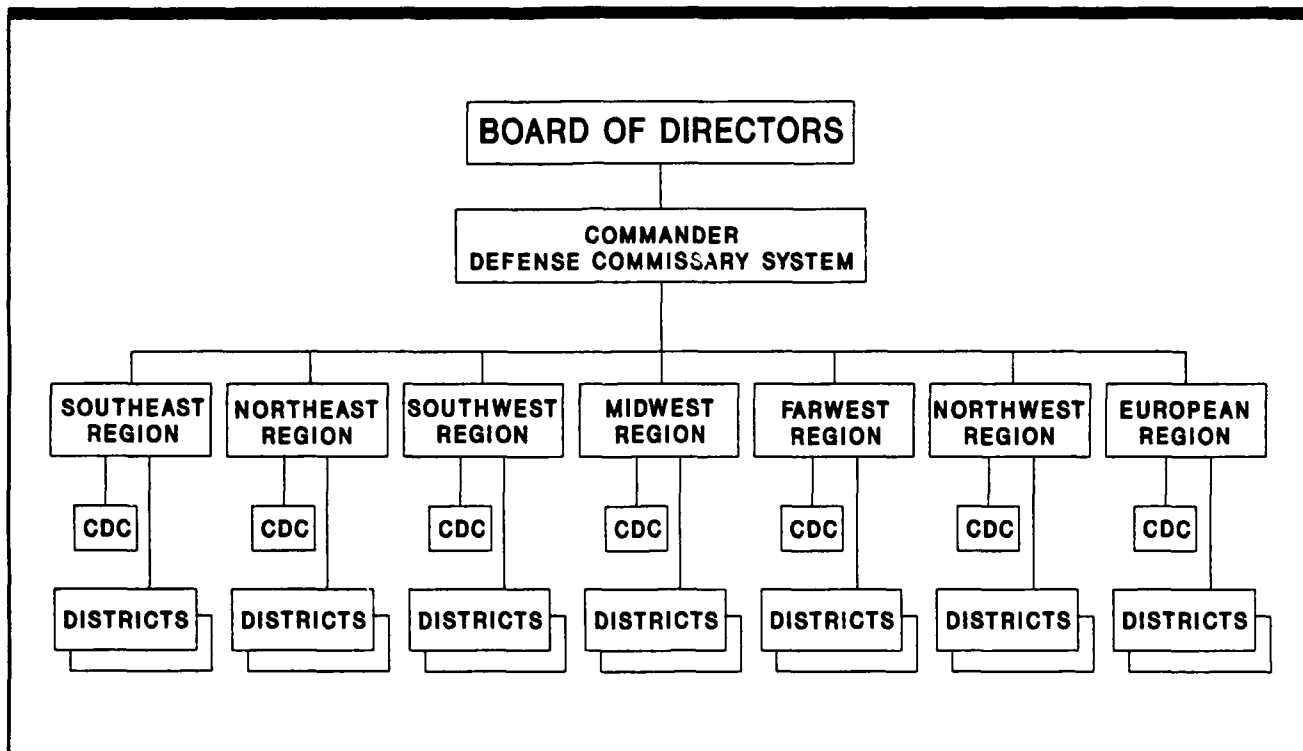 BOARD OF DIRECTORS
COMMANDER
DEFENSE COMMISSARY SYSTEM
SOUTHEAST
REGION
NORTHEAST
REGION
SOUTHWEST
REGION
MIDWEST
REGION
FARWEST
REGION
NORTHWEST
REGION
EUROPEAN
REGION
CDC
CDC
CDC
CDC
CDC
CDC
CDC
DISTRICTS
DISTRICTS
DISTRICTS
DISTRICTS
DISTRICTS
DISTRICTS
DISTRICTS